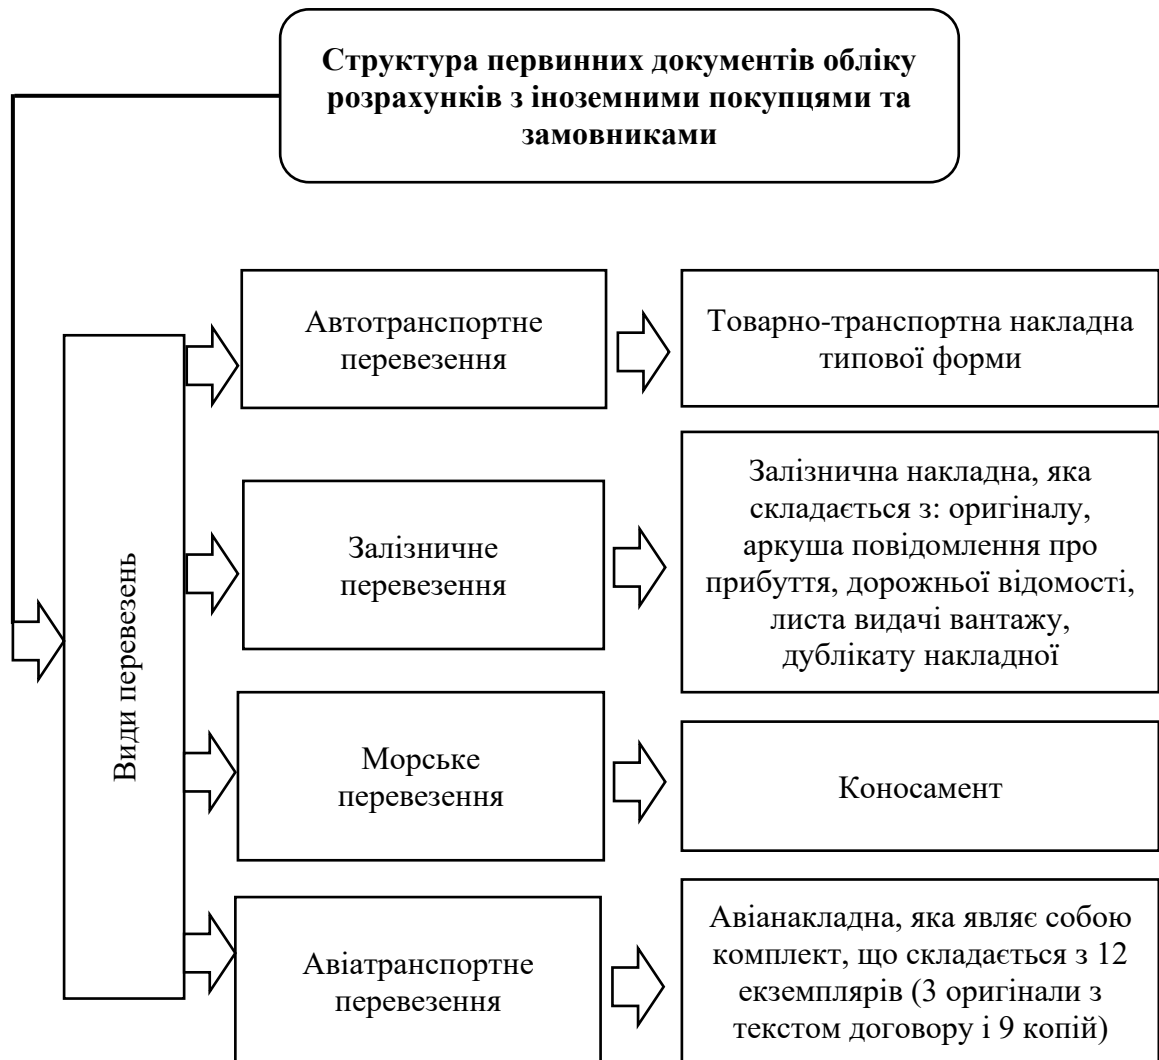 Структура первинних документів обліку
розрахунків з іноземними покупцями та
замовниками
Види перевезень
Автотранспортне
перевезення
Товарно-транспортна накладна
типової форми
Залізничне
перевезення
Залізнична накладна, яка
складається з: оригіналу,
аркуша повідомлення про
прибуття, дорожньої відомості,
листа видачі вантажу,
дублікату накладної
Морське
перевезення
Коносамент
Авіатранспортне
перевезення
Авіанакладна, яка являє собою
комплект, що складається з 12
екземплярів (3 оригінали з
текстом договору і 9 копій)